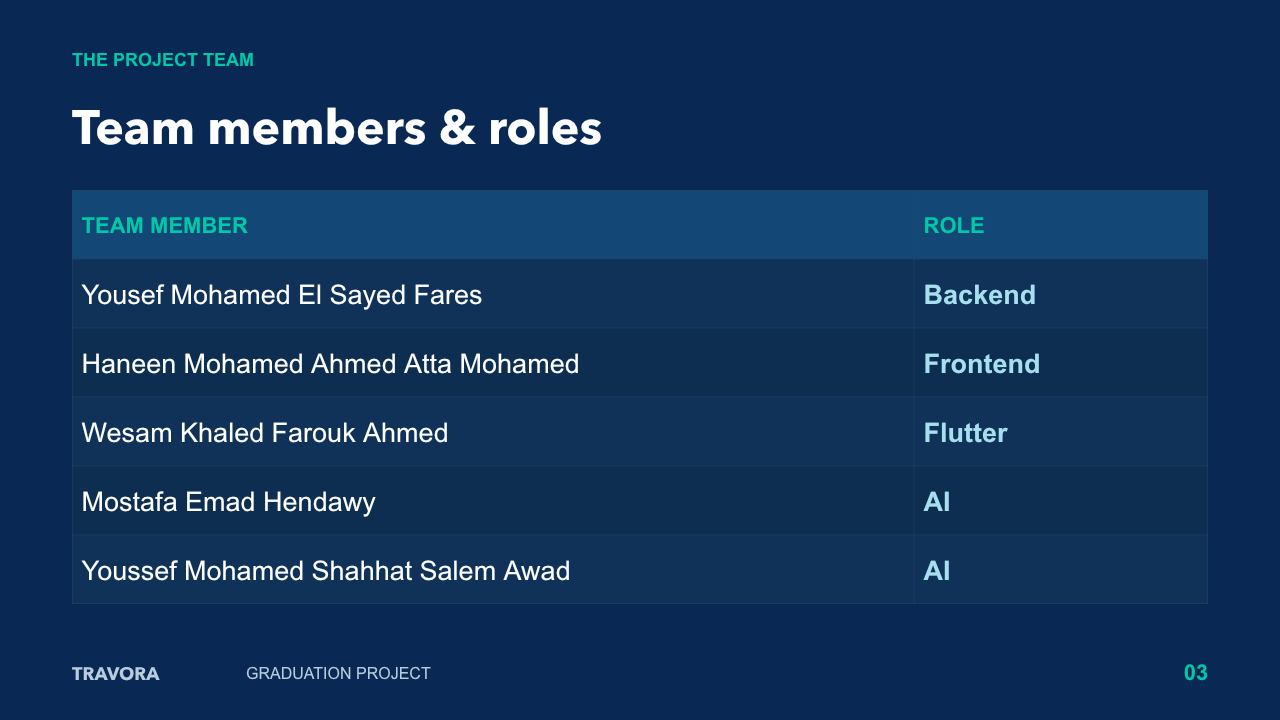 THE PROJECT TEAM
Team members & roles
TEAM MEMBER ROLE
Yousef Mohamed El Sayed Fares Backend
Haneen Mohamed Ahmed Atta Mohamed Frontend
Wesam Khaled Farouk Ahmed Flutter
Mostafa Emad Hendawy AI
Youssef Mohamed Shahhat Salem Awad AI
TRAVORA GRADUATION PROJECT 03